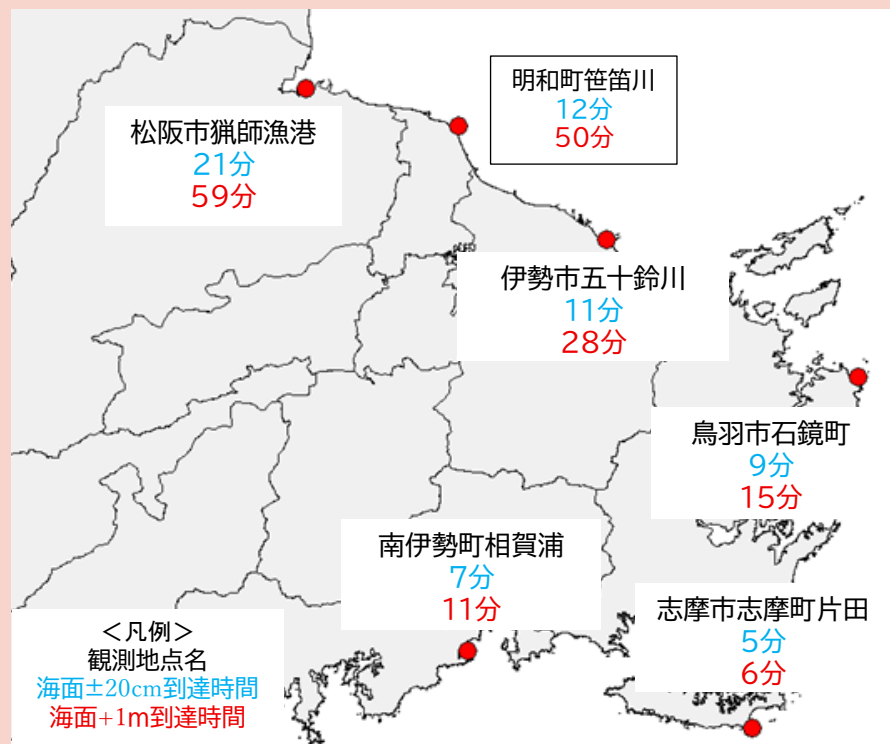 明和町笹笛川
12分
50分
松阪市猟師漁港
21分
59分
伊勢市五十鈴川
11分
28分
鳥羽市石鏡町
9分
15分
南伊勢町相賀浦
7分
11分
志摩市志摩町片田
5分
6分
<凡例>
観測地点名
海面±20cm到達時間
海面+1m到達時間